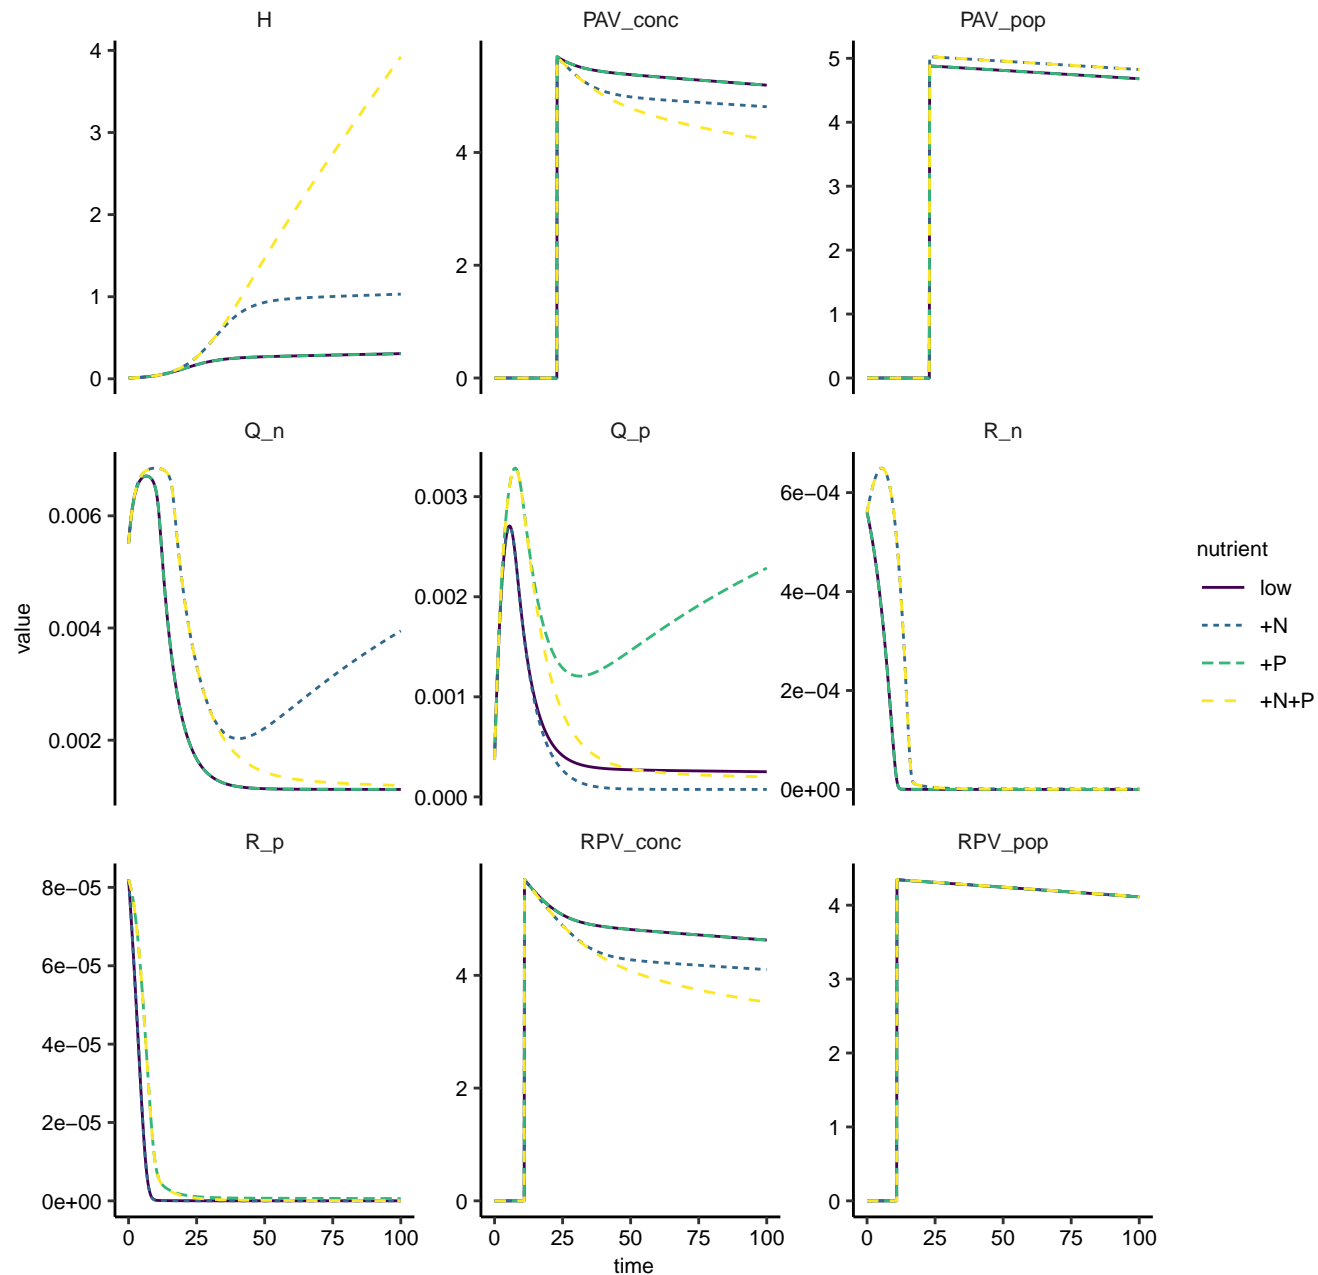 H
PAV_conc
PAV_pop
4
3
2
1
0
4
2
0
5
4
3
2
1
0
Q_n
Q_p
R_n
0.006
0.004
0.002
0.003
0.002
0.001
0.000
6e−04
4e−04
2e−04
0e+00
value
nutrient
low
+N
+P
+N+P
R_p
RPV_conc
RPV_pop
8e−05
6e−05
4e−05
2e−05
0e+00
4
2
0
4
3
2
1
0
0 25 50 75 100
0 25 50 75 100
0 25 50 75 100
time